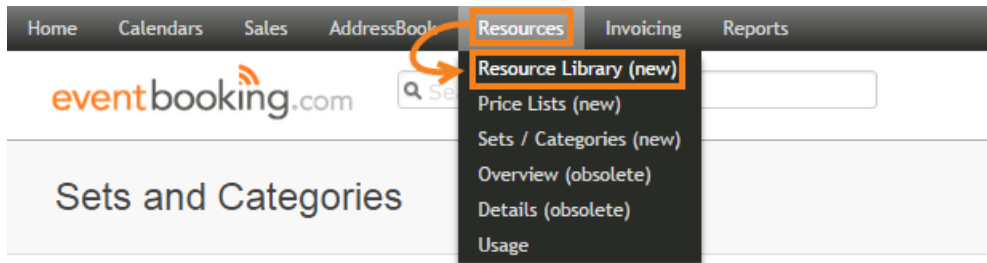 Home Calendars Sales AddressBook Resources Invoicing Reports
Resource Library (new)
eventbooking.com
Price Lists (new)
Sets / Categories (new)
Sets and Categories
Overview (obsolete)
Details (obsolete)
Usage